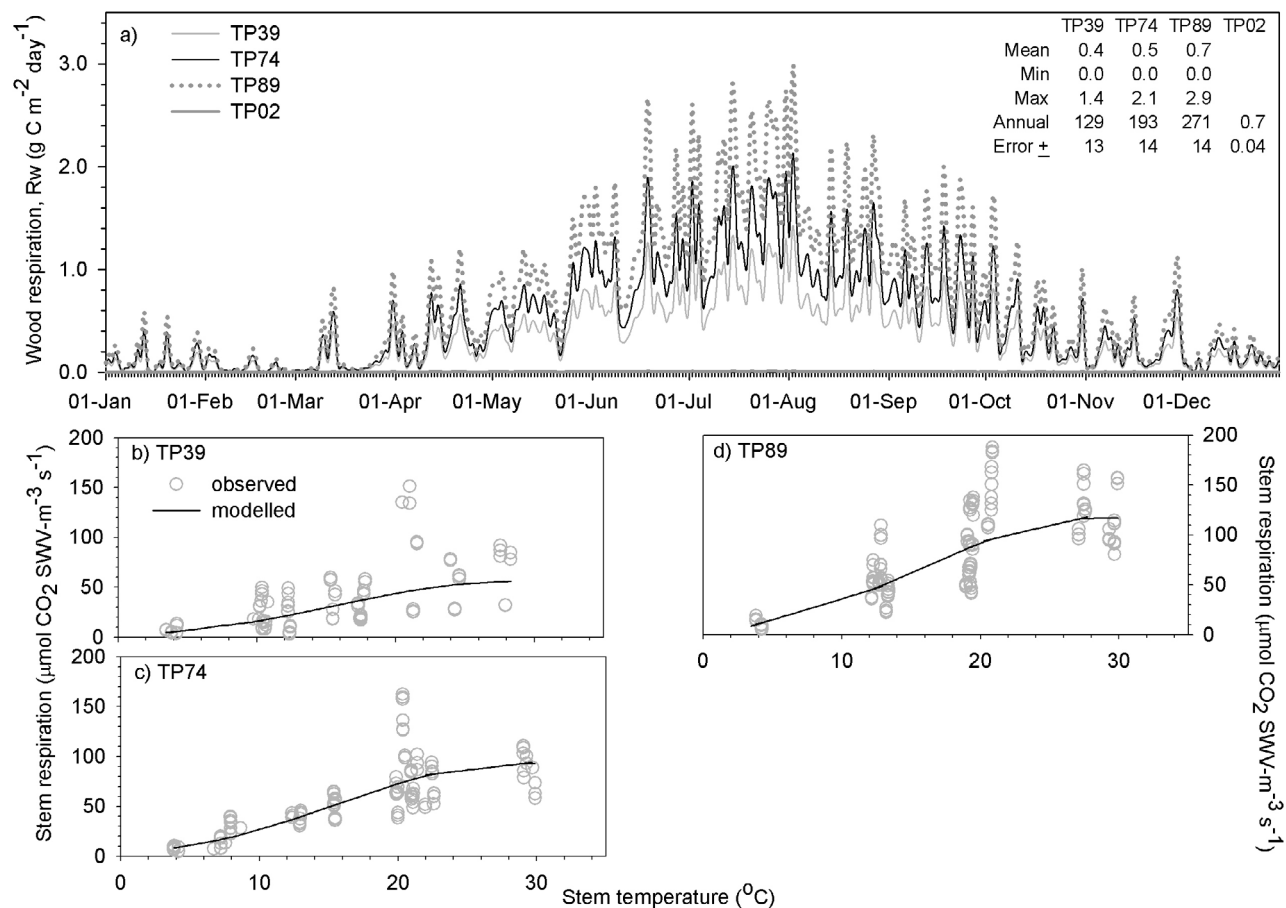 a)
TP39
TP74
TP89
TP02
TP39 TP74 TP89 TP02
Mean 0.4 0.5 0.7
Min 0.0 0.0 0.0
Max 1.4 2.1 2.9
Annual 129 193 271 0.7
Error ± 13 14 14 0.04
Wood respiration, Rw (g C m⁻² day⁻¹)
3.0
2.0
1.0
0.0
01-Jan 01-Feb 01-Mar 01-Apr 01-May 01-Jun 01-Jul 01-Aug 01-Sep 01-Oct 01-Nov 01-Dec
b) TP39
observed
modelled
200
150
100
50
0
c) TP74
200
150
100
50
0
0 10 20 30
Stem respiration (μmol CO₂ SWV-m⁻³ s⁻¹)
d) TP89
200
150
100
50
0
0 10 20 30
Stem respiration (μmol CO₂ SWV-m⁻³ s⁻¹)
Stem temperature (⁰C)